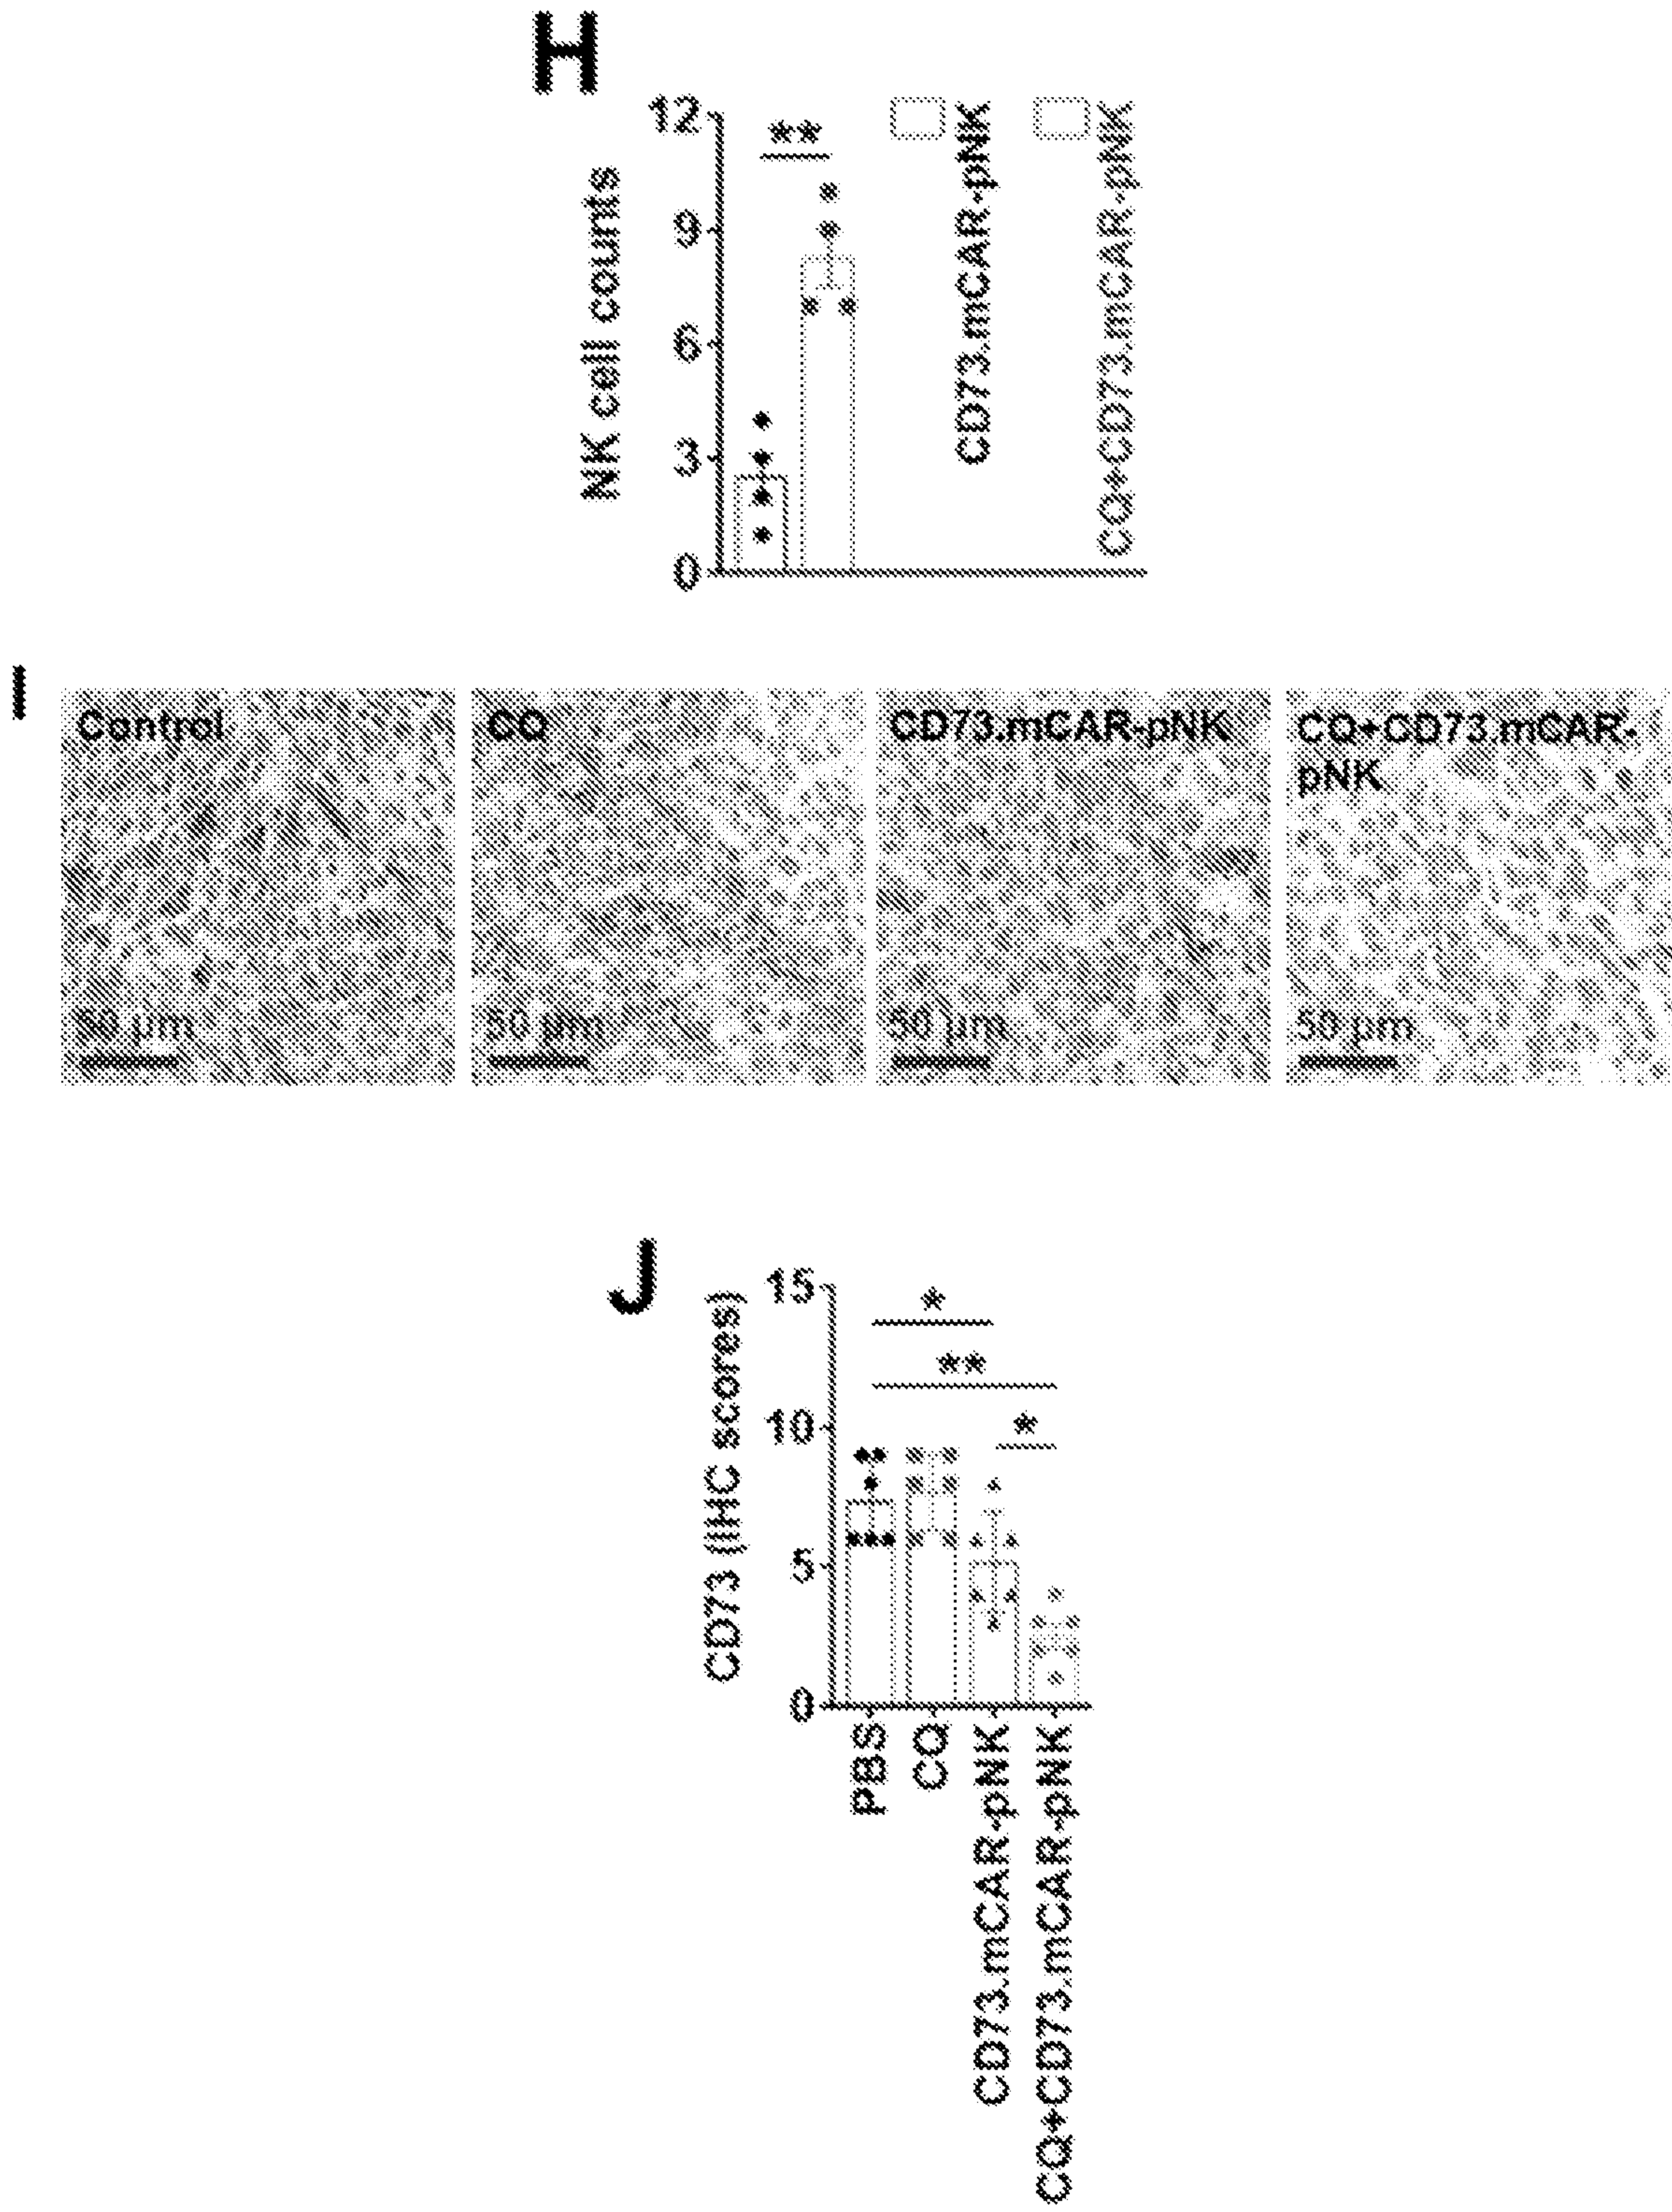 H
NK cell counts
12
9
6
3
0
**
CD73.mCAR-pNK
CQ+CD73.mCAR-pNK
I
Control
50 µm
CQ
50 µm
CD73.mCAR-pNK
50 µm
CQ+CD73.mCAR-
pNK
50 µm
J
CD73 (IHC scores)
15
10
5
0
*
**
*
PBS
CQ
CD73.mCAR-pNK
CQ+CD73.mCAR-pNK